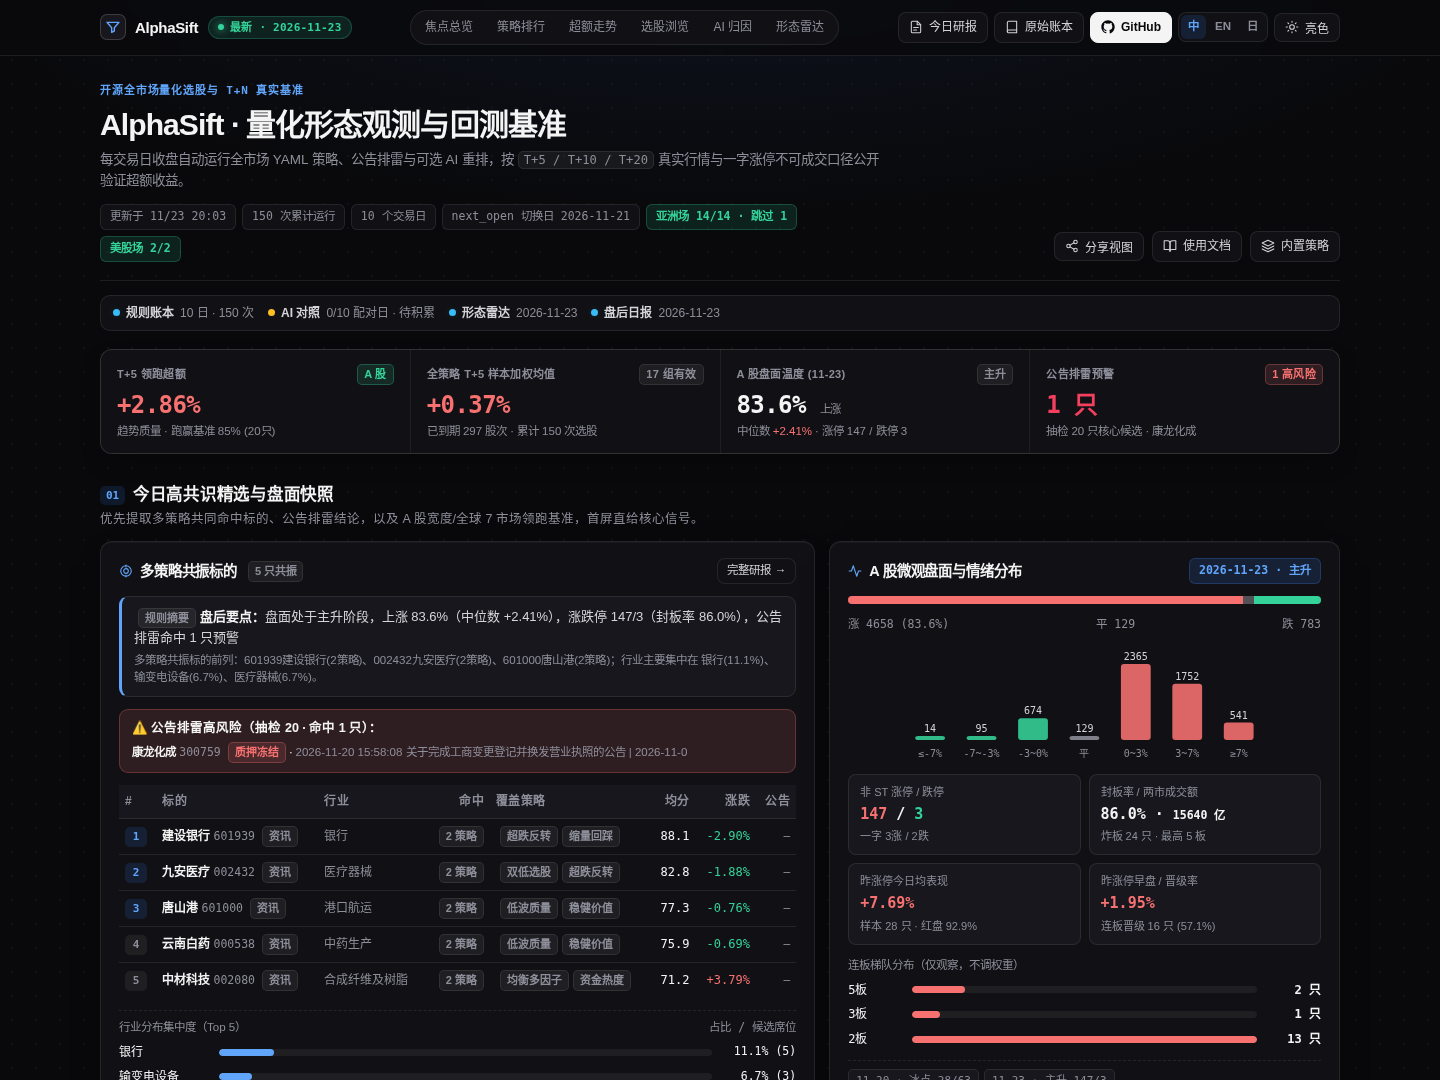 AlphaSift 最新 · 2026-11-23 焦点总览 策略排行 超额走势 选股浏览 AI 归因 形态雷达 今日研报 原始账本 GitHub 中 EN 日 亮色
开源全市场量化选股与 T+N 真实基准
AlphaSift · 量化形态观测与回测基准
每交易日收盘自动运行全市场 YAML 策略、公告排雷与可选 AI 重排，按 T+5 / T+10 / T+20 真实行情与一字涨停不可成交口径公开
验证超额收益。
更新于 11/23 20:03 150 次累计运行 10 个交易日 next_open 切换日 2026-11-21 亚洲场 14/14 · 跳过 1
美股场 2/2 分享视图 使用文档 内置策略
规则账本 10 日 · 150 次 AI 对照 0/10 配对日 · 待积累 形态雷达 2026-11-23 盘后日报 2026-11-23
T+5 领跑超额 A 股 全策略 T+5 样本加权均值 17 组有效 A 股盘面温度 (11-23) 主升 公告排雷预警 1 高风险
+2.86% +0.37% 83.6% 上涨 1 只
趋势质量 · 跑赢基准 85% (20只) 已到期 297 股次 · 累计 150 次选股 中位数 +2.41% · 涨停 147 / 跌停 3 抽检 20 只核心候选 · 康龙化成
01 今日高共识精选与盘面快照
优先提取多策略共同命中标的、公告排雷结论，以及 A 股宽度/全球 7 市场领跑基准，首屏直给核心信号。
多策略共振标的 5 只共振 完整研报 →
规则摘要 盘后要点：盘面处于主升阶段，上涨 83.6%（中位数 +2.41%），涨跌停 147/3（封板率 86.0%），公告
排雷命中 1 只预警
多策略共振标的前列：601939建设银行(2策略)、002432九安医疗(2策略)、601000唐山港(2策略)；行业主要集中在 银行(11.1%)、
输变电设备(6.7%)、医疗器械(6.7%)。
⚠️ 公告排雷高风险（抽检 20 · 命中 1 只）：
康龙化成 300759 质押冻结 · 2026-11-20 15:58:08 关于完成工商变更登记并换发营业执照的公告 | 2026-11-0
# 标的 行业 命中 覆盖策略 均分 涨跌 公告
1 建设银行 601939 资讯 银行 2 策略 超跌反转 缩量回踩 88.1 -2.90% —
2 九安医疗 002432 资讯 医疗器械 2 策略 双低选股 超跌反转 82.8 -1.88% —
3 唐山港 601000 资讯 港口航运 2 策略 低波质量 稳健价值 77.3 -0.76% —
4 云南白药 000538 资讯 中药生产 2 策略 低波质量 稳健价值 75.9 -0.69% —
5 中材科技 002080 资讯 合成纤维及树脂 2 策略 均衡多因子 资金热度 71.2 +3.79% —
行业分布集中度（Top 5） 占比 / 候选席位
银行 11.1% (5)
输变电设备 6.7% (3)
A 股微观盘面与情绪分布 2026-11-23 · 主升
涨 4658 (83.6%) 平 129 跌 783
14 95 674 129 2365 1752 541
≤-7% -7~-3% -3~0% 平 0~3% 3~7% ≥7%
非 ST 涨停 / 跌停 封板率 / 两市成交额
147 / 3 86.0% · 15640 亿
一字 3涨 / 2跌 炸板 24 只 · 最高 5 板
昨涨停今日均表现 昨涨停早盘 / 晋级率
+7.69% +1.95%
样本 28 只 · 红盘 92.9% 连板晋级 16 只 (57.1%)
连板梯队分布（仅观察，不调权重）
5板 2 只
3板 1 只
2板 13 只
11-20 · 冰点 28/63 11-23 · 主升 147/3